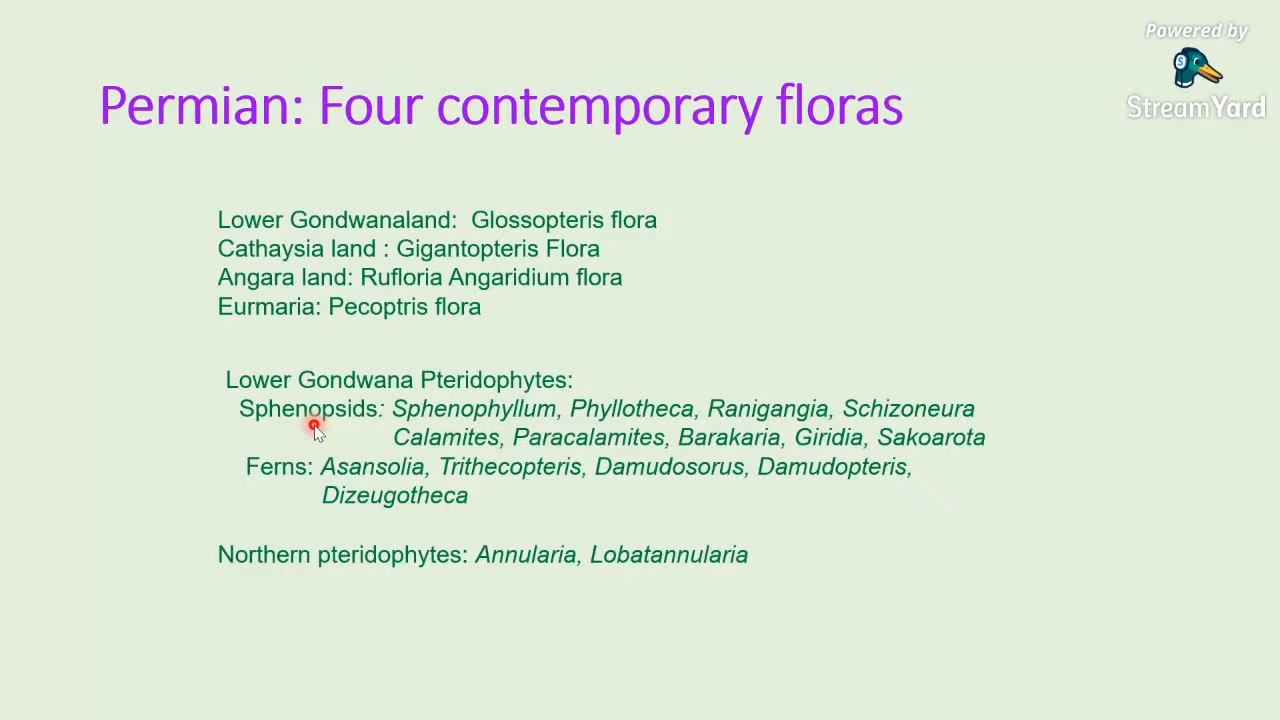 Powered by
StreamYard
Permian: Four contemporary floras
Lower Gondwanaland: Glossopteris flora
Cathaysia land : Gigantopteris Flora
Angara land: Rufloria Angaridium flora
Eurmaria: Pecoptris flora
Lower Gondwana Pteridophytes:
Sphenopsids: Sphenophyllum, Phyllotheca, Ranigangia, Schizoneura
Calamites, Paracalamites, Barakaria, Giridia, Sakoarota
Ferns: Asansolia, Trithecopteris, Damudosorus, Damudopteris,
Dizeugotheca
Northern pteridophytes: Annularia, Lobatannularia